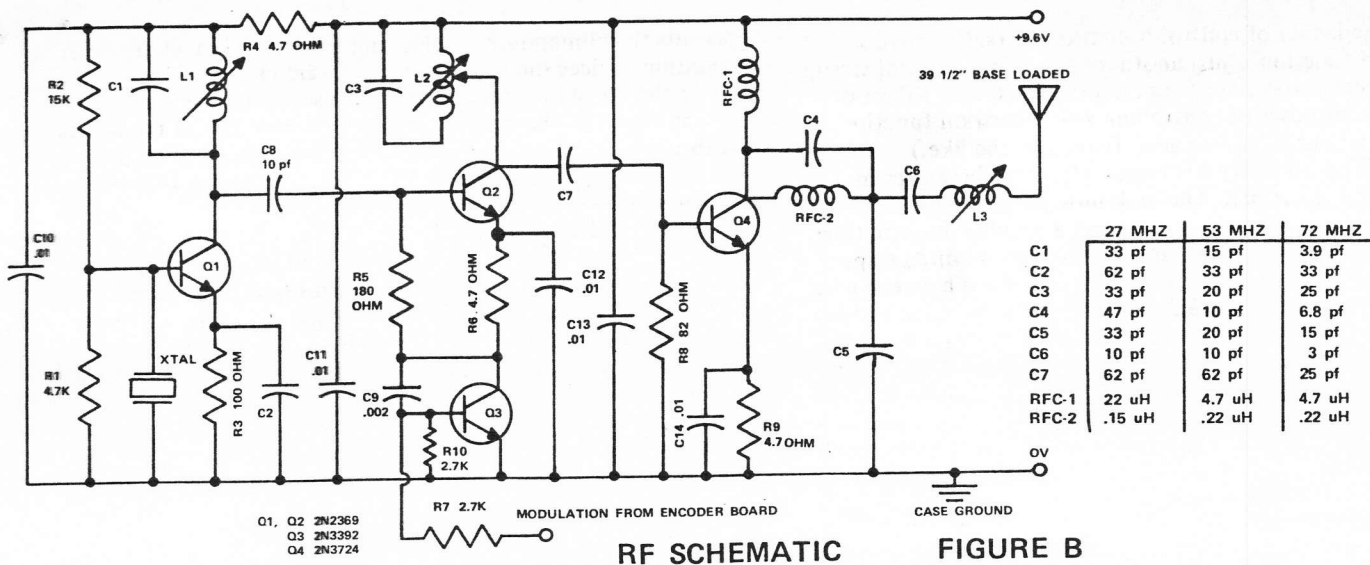 R4 4.7 OHM
+9.6V
R2
15K
C1
L1
C3
L2
RFC-1
39 1/2" BASE LOADED
C8
10 pf
C4
C6
C10
.01
Q1
Q2
C7
Q4
RFC-2
L3
R5
180
OHM
R6 4.7 OHM
C12
.01
C13
.01
R8 82 OHM
C5
R1
4.7K
XTAL
R3 100 OHM
C2
C11
.01
C9
.002
Q3
R10
2.7K
C14 .01
R9
4.7 OHM
OV
R7 2.7K
MODULATION FROM ENCODER BOARD
CASE GROUND
Q1, Q2 2N2369
Q3 2N3392
Q4 2N3724
RF SCHEMATIC
FIGURE B
27 MHZ 53 MHZ 72 MHZ
C1 33 pf 15 pf 3.9 pf
C2 62 pf 33 pf 33 pf
C3 33 pf 20 pf 25 pf
C4 47 pf 10 pf 6.8 pf
C5 33 pf 20 pf 15 pf
C6 10 pf 10 pf 3 pf
C7 62 pf 62 pf 25 pf
RFC-1 22 uH 4.7 uH 4.7 uH
RFC-2 .15 uH .22 uH .22 uH